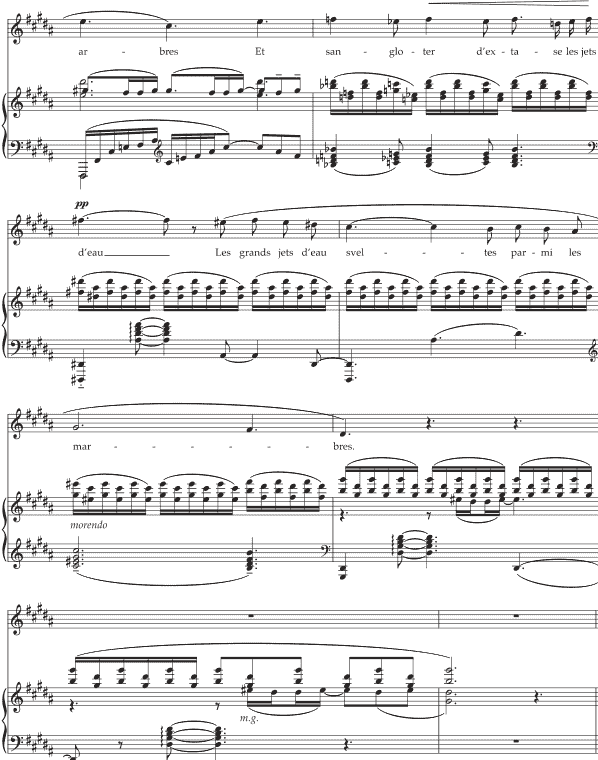 ar - bres Et san - glo - ter d'ex - ta - se les jets
pp
d'eau Les grands jets d'eau svel - tes par - mi les
mar - bres.
morendo
m.g.